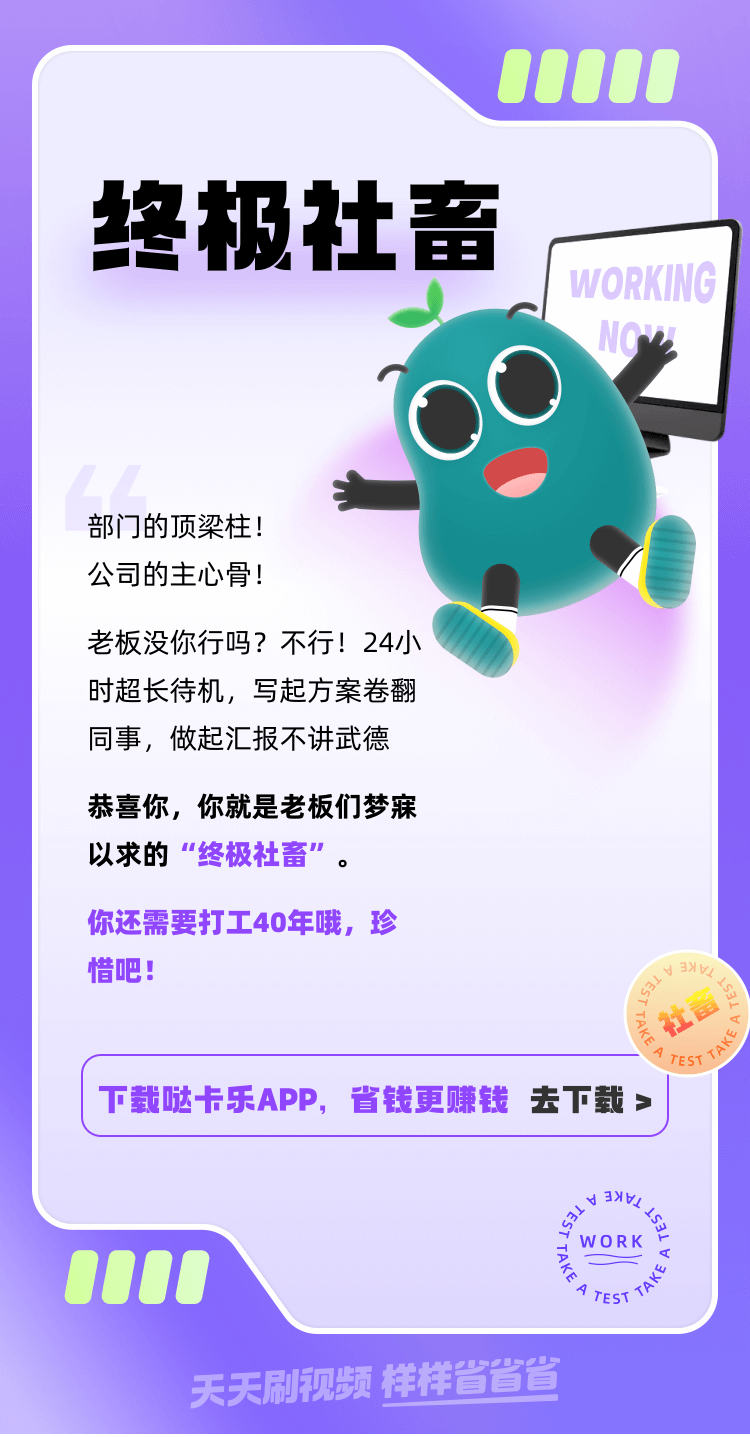 终极社畜
WORKING
NOW
部门的顶梁柱！
公司的主心骨！
老板没你行吗？不行！24小
时超长待机，写起方案卷翻
同事，做起汇报不讲武德
恭喜你，你就是老板们梦寐
以求的“终极社畜”。
你还需要打工40年哦，珍
惜吧！
社畜
TAKE A TEST TAKE A TEST TAKE A TEST
下载哒卡乐APP，省钱更赚钱 去下载 >
WORK
TAKE A TEST TAKE A TEST TAKE A TEST
天天刷视频 样样省省省